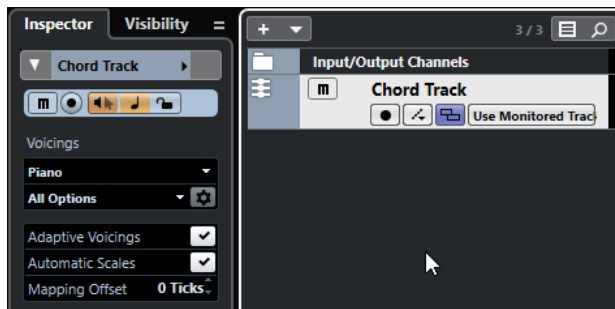 Inspector Visibility
Chord Track
m
Voicings
Piano
All Options
Adaptive Voicings
Automatic Scales
Mapping Offset 0 Ticks
3 / 3
Input/Output Channels
m Chord Track
Use Monitored Trac